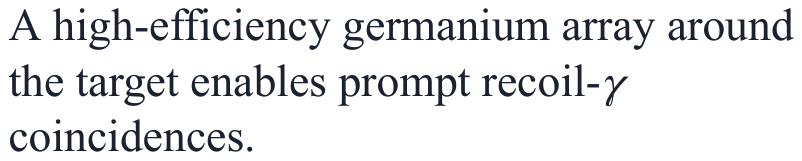 A high-efficiency germanium array around
the target enables prompt recoil-γ
coincidences.